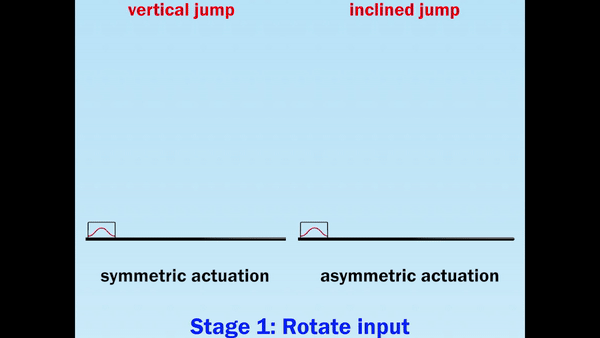 vertical jump
inclined jump
symmetric actuation
asymmetric actuation
Stage 1: Rotate input